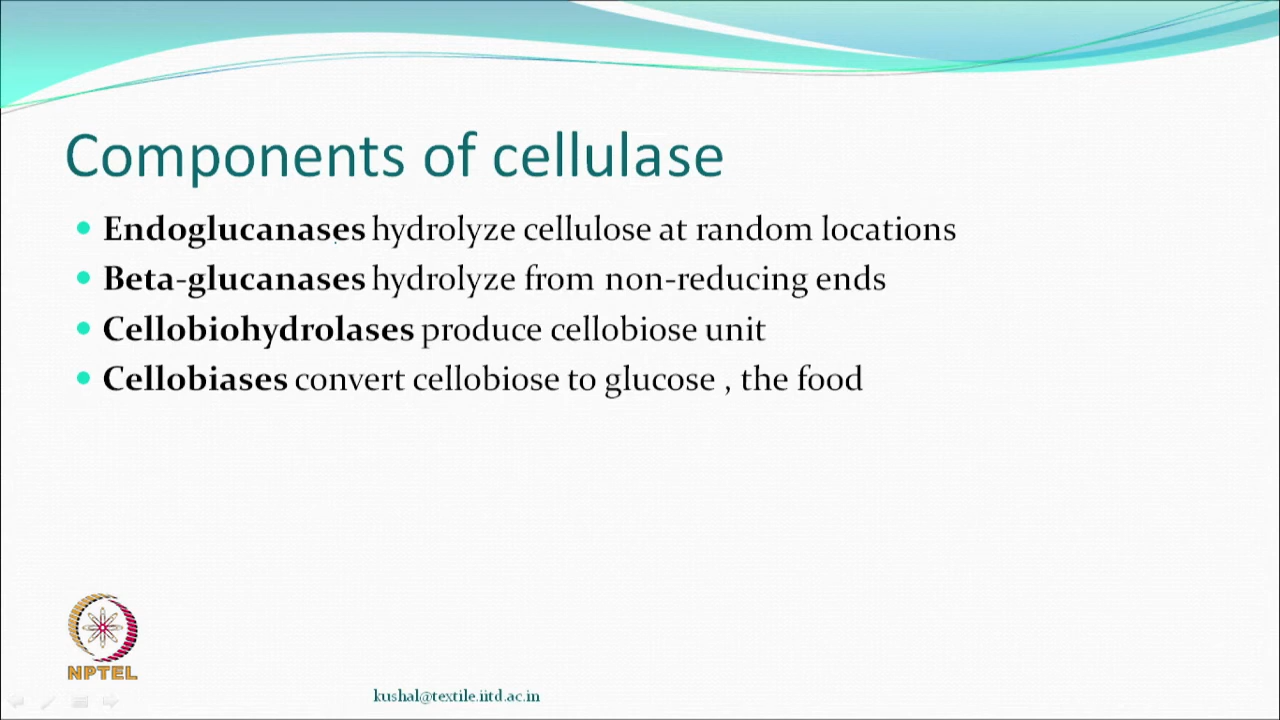 Components of cellulase
• Endoglucanases hydrolyze cellulose at random locations
• Beta-glucanases hydrolyze from non-reducing ends
• Cellobiohydrolases produce cellobiose unit
• Cellobiases convert cellobiose to glucose , the food
NPTEL
kushal@textile.iitd.ac.in